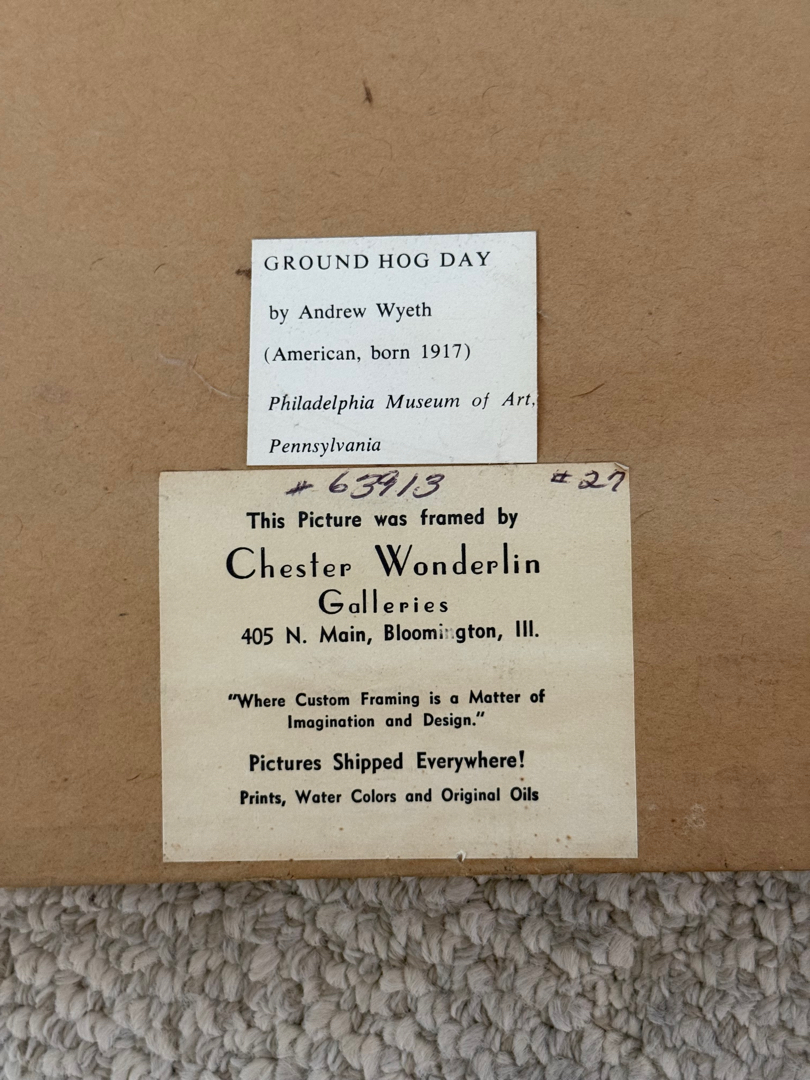 GROUND HOG DAY
by Andrew Wyeth
(American, born 1917)
Philadelphia Museum of Art,
Pennsylvania
# 63913 # 27
This Picture was framed by
Chester Wonderlin
Galleries
405 N. Main, Bloomington, Ill.
"Where Custom Framing is a Matter of
Imagination and Design."
Pictures Shipped Everywhere!
Prints, Water Colors and Original Oils